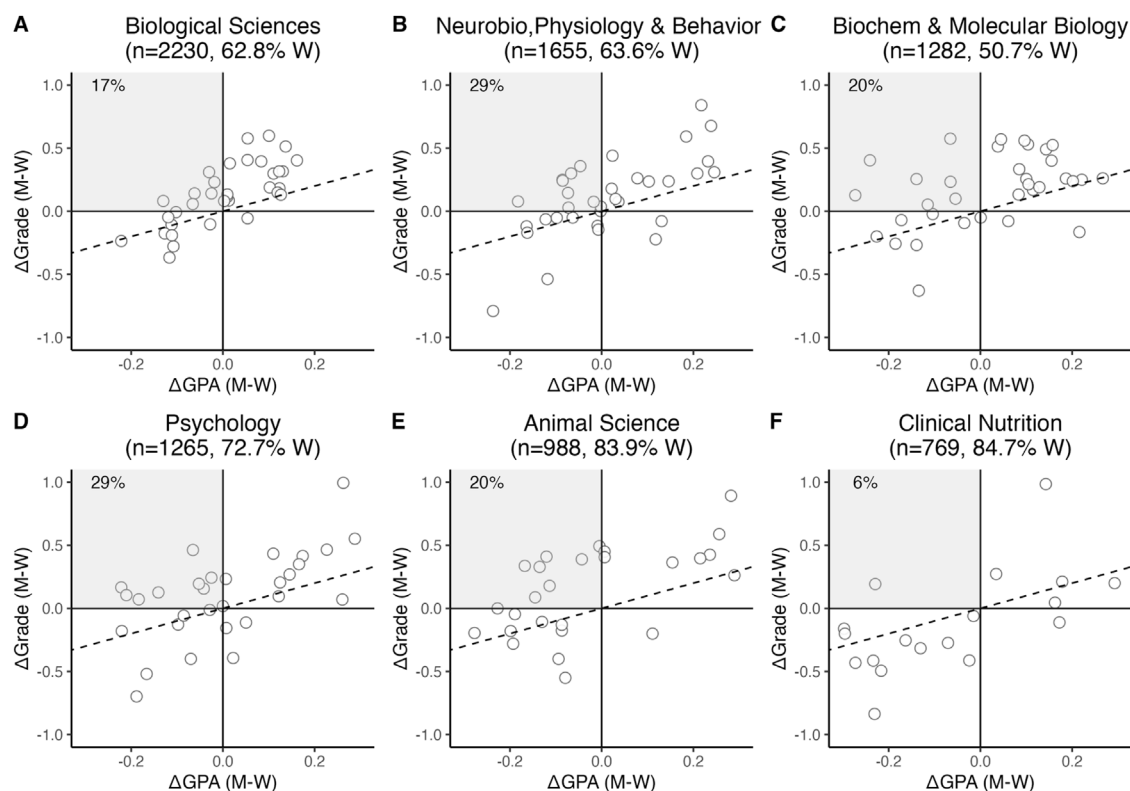 A
Biological Sciences
(n=2230, 62.8% W)
17%
1.0
0.5
0.0
-0.5
-1.0
ΔGrade (M-W)
-0.2
0.0
0.2
ΔGPA (M-W)
B
Neurobio,Physiology & Behavior
(n=1655, 63.6% W)
29%
1.0
0.5
0.0
-0.5
-1.0
ΔGrade (M-W)
-0.2
0.0
0.2
ΔGPA (M-W)
C
Biochem & Molecular Biology
(n=1282, 50.7% W)
20%
1.0
0.5
0.0
-0.5
-1.0
ΔGrade (M-W)
-0.2
0.0
0.2
ΔGPA (M-W)
D
Psychology
(n=1265, 72.7% W)
29%
1.0
0.5
0.0
-0.5
-1.0
ΔGrade (M-W)
-0.2
0.0
0.2
ΔGPA (M-W)
E
Animal Science
(n=988, 83.9% W)
20%
1.0
0.5
0.0
-0.5
-1.0
ΔGrade (M-W)
-0.2
0.0
0.2
ΔGPA (M-W)
F
Clinical Nutrition
(n=769, 84.7% W)
6%
1.0
0.5
0.0
-0.5
-1.0
ΔGrade (M-W)
-0.2
0.0
0.2
ΔGPA (M-W)